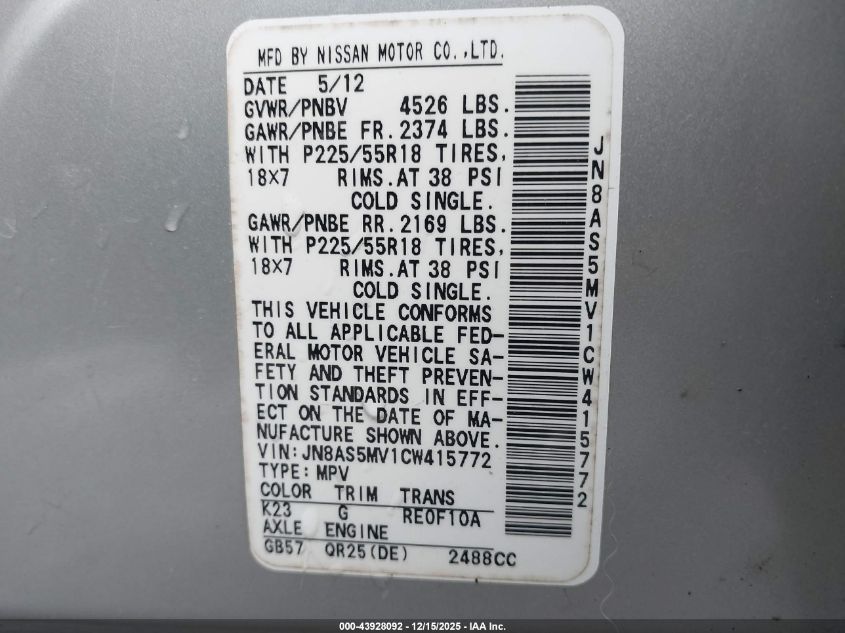 MFD BY NISSAN MOTOR CO.,LTD.
DATE 5/12
GVWR/PNBV 4526 LBS.
GAWR/PNBE FR.2374 LBS.
WITH P225/55R18 TIRES,
18X7 RIMS.AT 38 PSI
COLD SINGLE.
GAWR/PNBE RR.2169 LBS.
WITH P225/55R18 TIRES,
18X7 RIMS.AT 38 PSI
COLD SINGLE.
THIS VEHICLE CONFORMS
TO ALL APPLICABLE FED-
ERAL MOTOR VEHICLE SA-
FETY AND THEFT PREVEN-
TION STANDARDS IN EFF-
ECT ON THE DATE OF MA-
NUFACTURE SHOWN ABOVE.
VIN:JN8AS5MV1CW415772
TYPE:MPV
COLOR TRIM TRANS
K23 G RE0F10A
AXLE ENGINE
GB57 QR25(DE) 2488CC
JN8AS5MV1CW415772
000-43928092 - 12/15/2025 - IAA Inc.